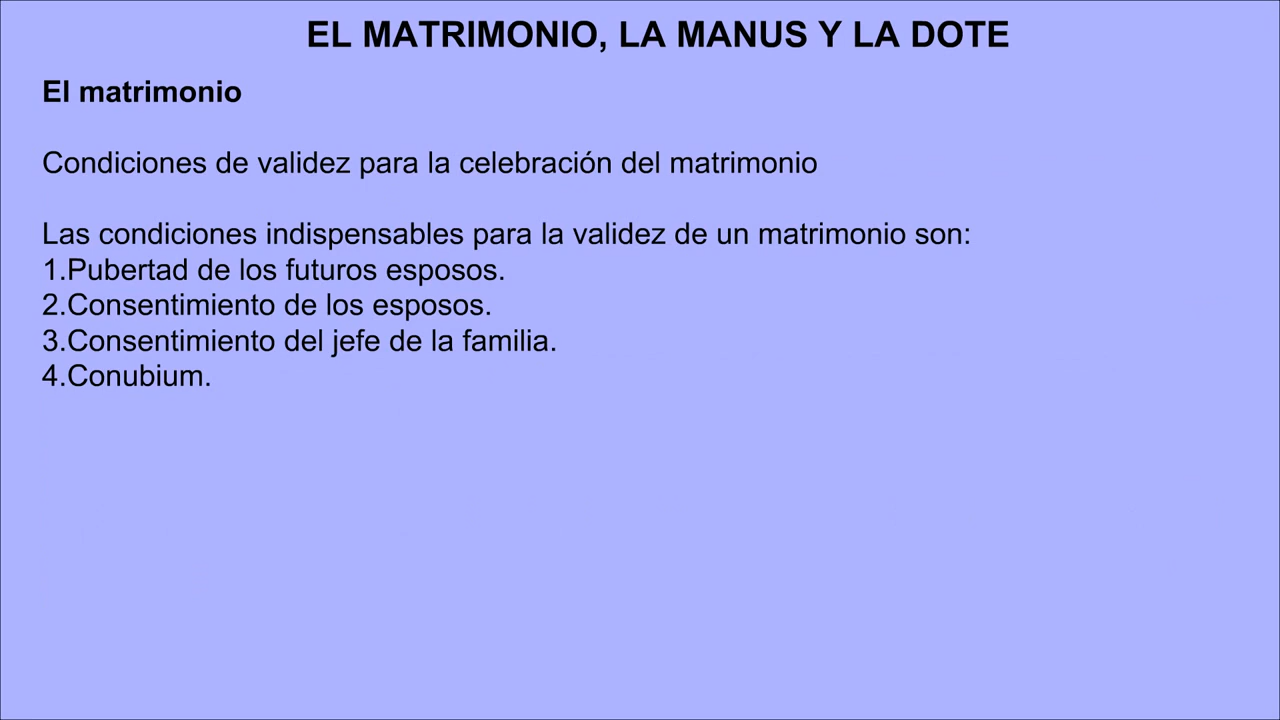 EL MATRIMONIO, LA MANUS Y LA DOTE
El matrimonio
Condiciones de validez para la celebración del matrimonio
Las condiciones indispensables para la validez de un matrimonio son:
1.Pubertad de los futuros esposos.
2.Consentimiento de los esposos.
3.Consentimiento del jefe de la familia.
4.Conubium.